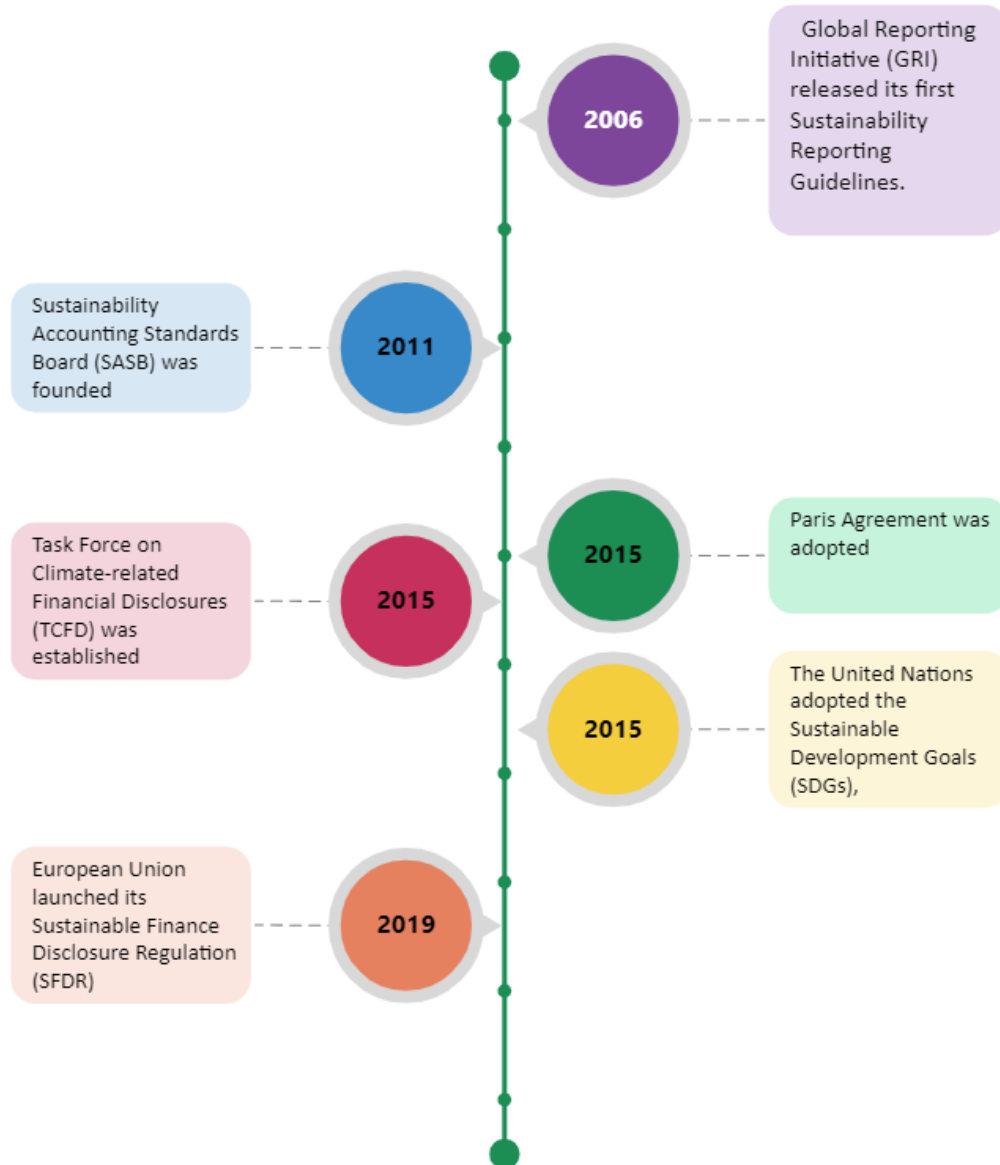 2006
Global Reporting
Initiative (GRI)
released its first
Sustainability
Reporting
Guidelines.
Sustainability
Accounting Standards
Board (SASB) was
founded
2011
2015
Paris Agreement was
adopted
Task Force on
Climate-related
Financial Disclosures
(TCFD) was
established
2015
2015
The United Nations
adopted the
Sustainable
Development Goals
(SDGs),
European Union
launched its
Sustainable Finance
Disclosure Regulation
(SFDR)
2019